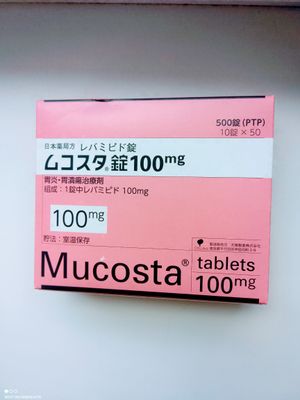 500錠 (PTP)
10錠×50
日本薬局方 レバミピド錠
ムコスタ®錠100mg
胃炎・胃潰瘍治療剤
組成:1錠中レバミピド 100mg
100mg
貯法:室温保存
Mucosta® tablets 100mg